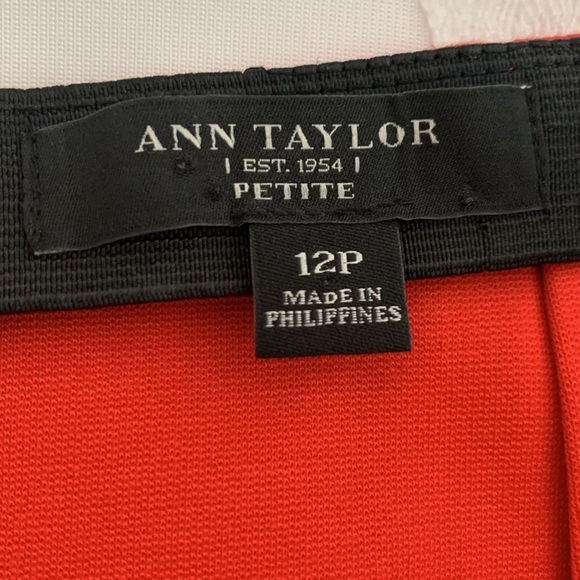 ANN TAYLOR
| EST. 1954 |
PETITE
12P
MADE IN
PHILIPPINES